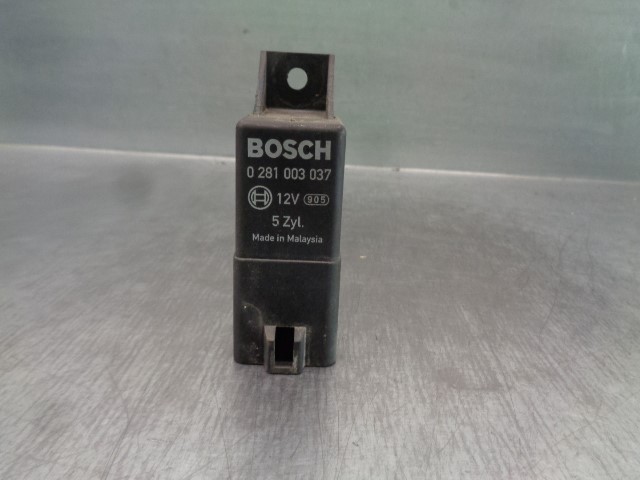 BOSCH
0 281 003 037
12V 905
5 Zyl.
Made in Malaysia